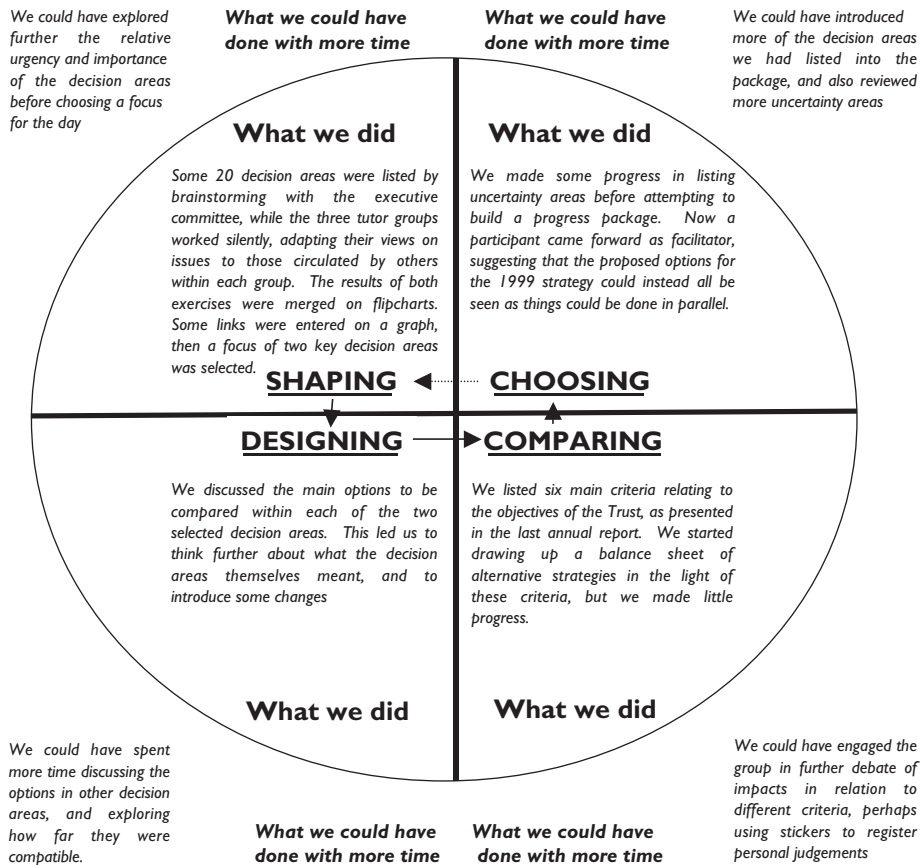 We could have explored
further the relative
urgency and importance
of the decision areas
before choosing a focus
for the day
What we could have
done with more time
What we could have
done with more time
We could have introduced
more of the decision areas
we had listed into the
package, and also reviewed
more uncertainty areas
What we did
Some 20 decision areas were listed by
brainstorming with the executive
committee, while the three tutor groups
worked silently, adapting their views on
issues to those circulated by others
within each group. The results of both
exercises were merged on flipcharts.
Some links were entered on a graph,
then a focus of two key decision areas
was selected.
What we did
We made some progress in listing
uncertainty areas before attempting to
build a progress package. Now a
participant came forward as facilitator,
suggesting that the proposed options for
the 1999 strategy could instead all be
seen as things could be done in parallel.
SHAPING
CHOOSING
DESIGNING
COMPARING
We discussed the main options to be
compared within each of the two
selected decision areas. This led us to
think further about what the decision
areas themselves meant, and to
introduce some changes
We listed six main criteria relating to
the objectives of the Trust, as presented
in the last annual report. We started
drawing up a balance sheet of
alternative strategies in the light of
these criteria, but we made little
progress.
What we did
What we did
We could have spent
more time discussing the
options in other decision
areas, and exploring
how far they were
compatible.
What we could have
done with more time
What we could have
done with more time
We could have engaged the
group in further debate of
impacts in relation to
different criteria, perhaps
using stickers to register
personal judgements